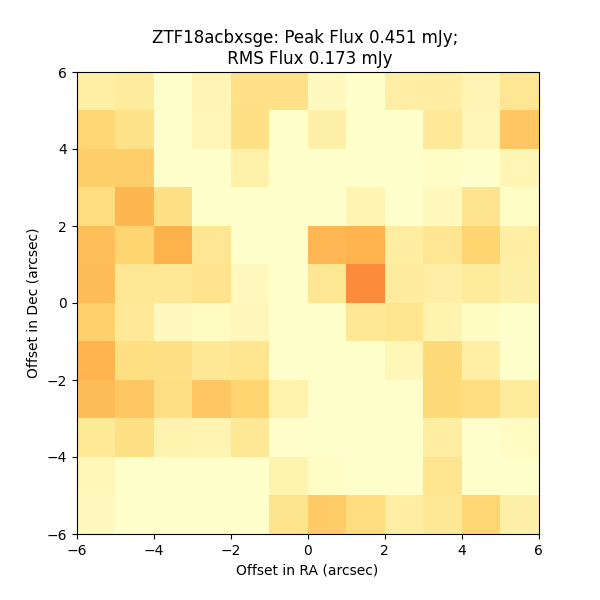 ZTF18acbxsge: Peak Flux 0.451 mJy;
RMS Flux 0.173 mJy
6
4
2
0
−2
−4
−6
Offset in Dec (arcsec)
−6 −4 −2 0 2 4 6
Offset in RA (arcsec)